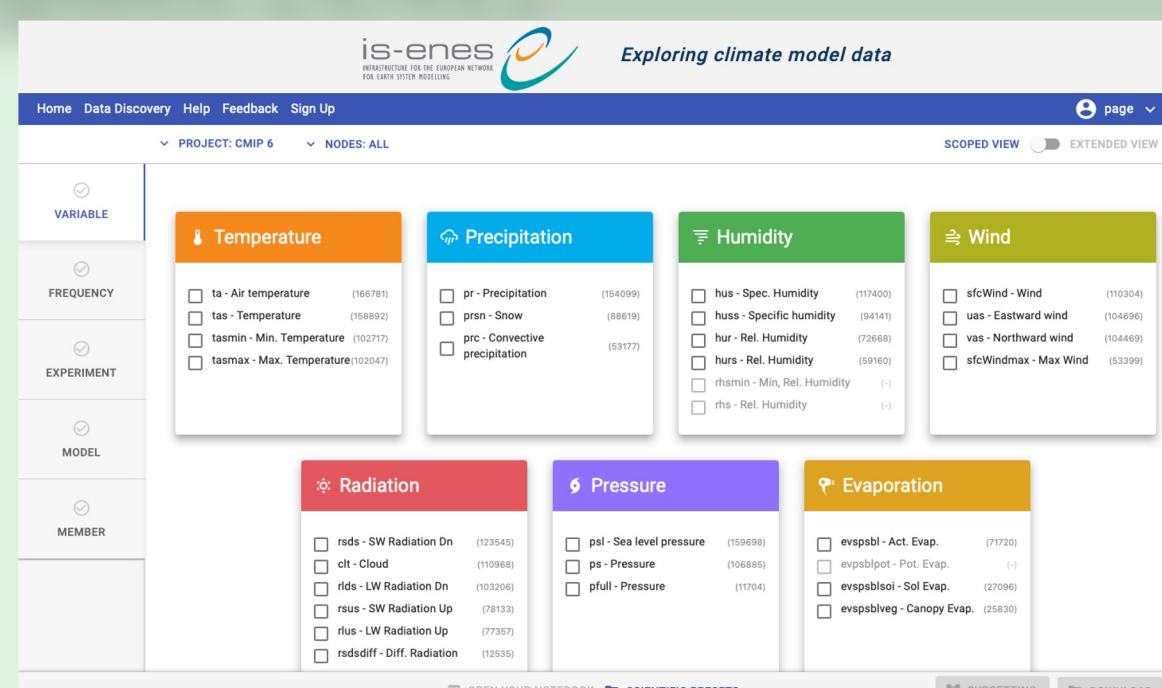 is-enes
INFRASTRUCTURE FOR THE EUROPEAN NETWORK
FOR EARTH SYSTEM MODELLING
Exploring climate model data
Home Data Discovery Help Feedback Sign Up page
PROJECT: CMIP 6 NODES: ALL SCOPED VIEW EXTENDED VIEW
VARIABLE
FREQUENCY
EXPERIMENT
MODEL
MEMBER
Temperature
ta - Air temperature (166781)
tas - Temperature (158892)
tasmin - Min. Temperature (102717)
tasmax - Max. Temperature (102047)
Precipitation
pr - Precipitation (154099)
prsn - Snow (88619)
prc - Convective
precipitation (53177)
Humidity
hus - Spec. Humidity (117400)
huss - Specific humidity (94141)
hur - Rel. Humidity (72668)
hurs - Rel. Humidity (59160)
rhsmin - Min, Rel. Humidity (-)
rhs - Rel. Humidity (-)
Wind
sfcWind - Wind (110304)
uas - Eastward wind (104696)
vas - Northward wind (104469)
sfcWindmax - Max Wind (53399)
Radiation
rsds - SW Radiation Dn (123545)
clt - Cloud (110968)
rlds - LW Radiation Dn (103206)
rsus - SW Radiation Up (78133)
rlus - LW Radiation Up (77357)
rsdsdiff - Diff. Radiation (12535)
Pressure
psl - Sea level pressure (159698)
ps - Pressure (106885)
pfull - Pressure (11704)
Evaporation
evspsbl - Act. Evap. (71720)
evpsblpot - Pot. Evap. (-)
evspsblsoi - Sol Evap. (27096)
evspsblveg - Canopy Evap. (25830)
OPEN YOUR NOTEBOOK SCIENTIFIC PRESETS SUBSETTING DOWNLOAD